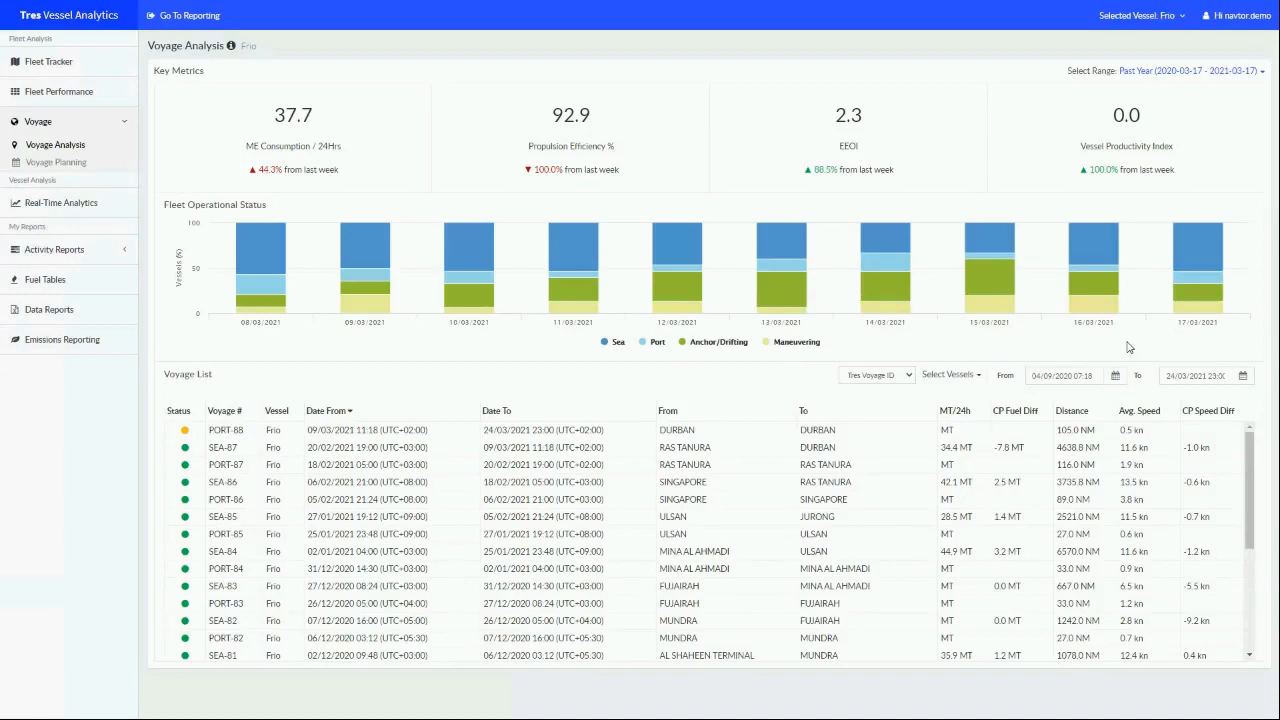 Tres Vessel Analytics
Go To Reporting
Selected Vessel: Frio
Hi navtor.demo
Fleet Analysis
Fleet Tracker
Fleet Performance
Voyage
Voyage Analysis
Voyage Planning
Vessel Analysis
Real-Time Analytics
My Reports
Activity Reports
Fuel Tables
Data Reports
Emissions Reporting
Voyage Analysis Frio
Key Metrics
Select Range: Past Year (2020-03-17 - 2021-03-17)
37.7
ME Consumption / 24Hrs
▲ 44.3% from last week
92.9
Propulsion Efficiency %
▼ 100.0% from last week
2.3
EEOI
▲ 88.5% from last week
0.0
Vessel Productivity Index
▲ 100.0% from last week
Fleet Operational Status
Vessels (%)
100
50
0
08/03/2021 09/03/2021 10/03/2021 11/03/2021 12/03/2021 13/03/2021 14/03/2021 15/03/2021 16/03/2021 17/03/2021
Sea Port Anchor/Drifting Maneuvering
Voyage List
Tres Voyage ID Select Vessels From 04/09/2020 07:18 To 24/03/2021 23:00
Status Voyage # Vessel Date From Date To From To MT/24h CP Fuel Diff Distance Avg. Speed CP Speed Diff
PORT-88 Frio 09/03/2021 11:18 (UTC+02:00) 24/03/2021 23:00 (UTC+02:00) DURBAN DURBAN MT 105.0 NM 0.5 kn
SEA-87 Frio 20/02/2021 19:00 (UTC+03:00) 09/03/2021 11:18 (UTC+02:00) RAS TANURA DURBAN 34.4 MT -7.8 MT 4638.8 NM 11.6 kn -1.0 kn
PORT-87 Frio 18/02/2021 05:00 (UTC+03:00) 20/02/2021 19:00 (UTC+02:00) RAS TANURA RAS TANURA MT 116.0 NM 1.9 kn
SEA-86 Frio 06/02/2021 21:00 (UTC+08:00) 18/02/2021 05:00 (UTC+03:00) SINGAPORE RAS TANURA 42.1 MT 2.5 MT 3735.8 NM 13.5 kn -0.6 kn
PORT-86 Frio 05/02/2021 21:24 (UTC+08:00) 06/02/2021 21:00 (UTC+03:00) SINGAPORE SINGAPORE MT 89.0 NM 3.8 kn
SEA-85 Frio 27/01/2021 19:12 (UTC+09:00) 05/02/2021 21:24 (UTC+08:00) ULSAN JURONG 28.5 MT 1.4 MT 2521.0 NM 11.5 kn -0.7 kn
PORT-85 Frio 25/01/2021 23:48 (UTC+09:00) 27/01/2021 19:12 (UTC+08:00) ULSAN ULSAN MT 27.0 NM 0.6 kn
SEA-84 Frio 02/01/2021 04:00 (UTC+03:00) 25/01/2021 23:48 (UTC+09:00) MINA AL AHMADI ULSAN 44.9 MT 3.2 MT 6570.0 NM 11.6 kn -1.2 kn
PORT-84 Frio 31/12/2020 14:30 (UTC+03:00) 02/01/2021 04:00 (UTC+03:00) MINA AL AHMADI MINA AL AHMADI MT 33.0 NM 0.9 kn
SEA-83 Frio 27/12/2020 08:24 (UTC+03:00) 31/12/2020 14:30 (UTC+03:00) FUJAIRAH MINA AL AHMADI MT 0.0 MT 667.0 NM 6.5 kn -5.5 kn
PORT-83 Frio 26/12/2020 05:00 (UTC+04:00) 27/12/2020 08:24 (UTC+03:00) FUJAIRAH FUJAIRAH MT 33.0 NM 1.2 kn
SEA-82 Frio 07/12/2020 16:00 (UTC+05:00) 26/12/2020 05:00 (UTC+04:00) MUNDRA FUJAIRAH MT 0.0 MT 1242.0 NM 2.8 kn -9.2 kn
PORT-82 Frio 06/12/2020 03:12 (UTC+05:30) 07/12/2020 16:00 (UTC+05:30) MUNDRA MUNDRA MT 27.0 NM 0.7 kn
SEA-81 Frio 02/12/2020 09:48 (UTC+03:00) 06/12/2020 03:12 (UTC+05:30) AL SHAHEEN TERMINAL MUNDRA 35.9 MT 1.2 MT 1078.0 NM 12.4 kn 0.4 kn